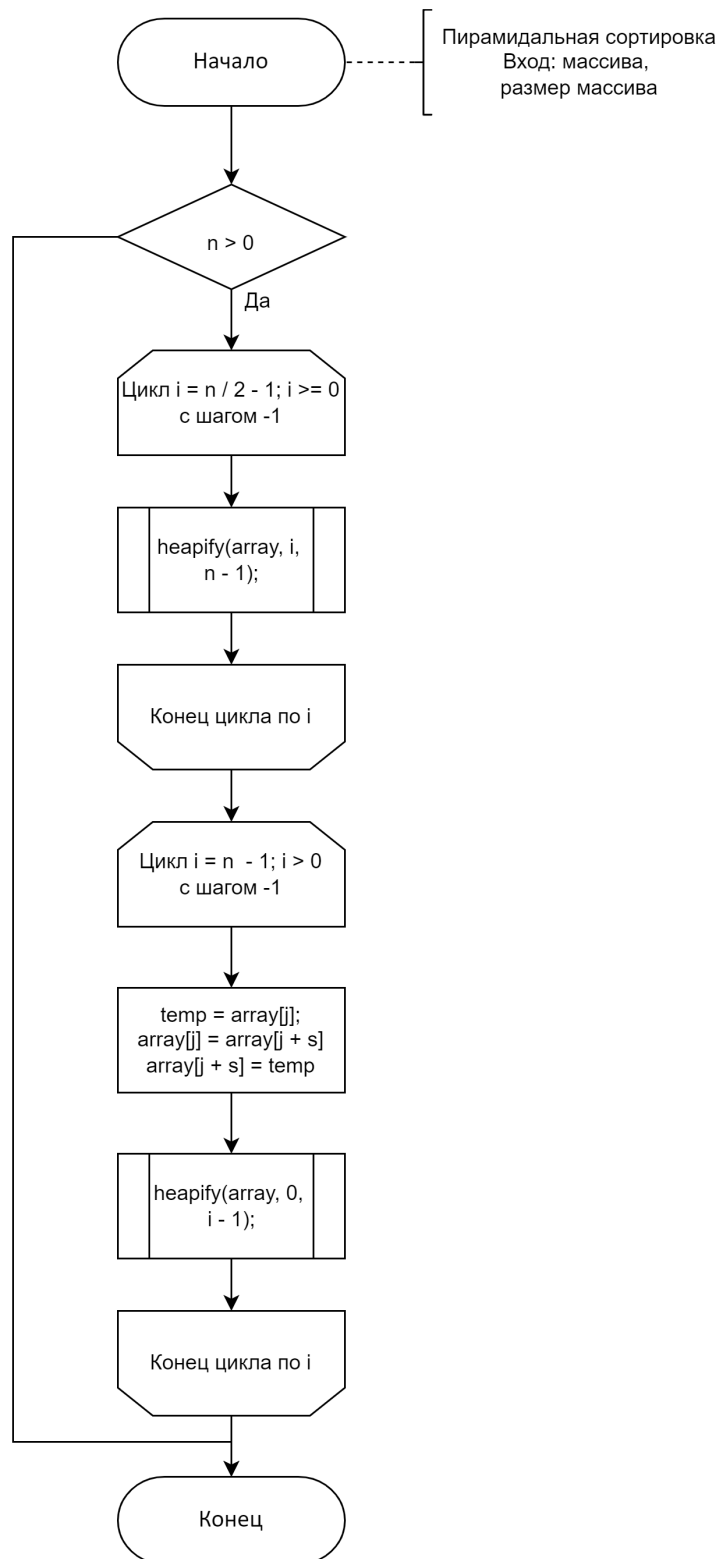 Начало
Пирамидальная сортировка
Вход: массива,
размер массива
n > 0
Да
Цикл i = n / 2 - 1; i >= 0
с шагом -1
heapify(array, i,
n - 1);
Конец цикла по i
Цикл i = n  - 1; i > 0
с шагом -1
temp = array[j];
array[j] = array[j + s]
array[j + s] = temp
heapify(array, 0,
i - 1);
Конец цикла по i
Конец